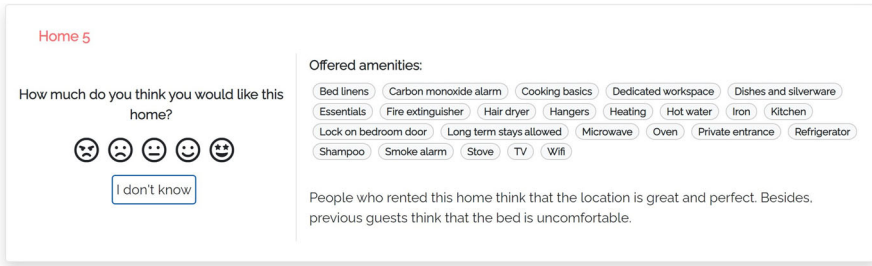 Home 5
How much do you think you would like this
home?
I don't know
Offered amenities:
Bed linens Carbon monoxide alarm Cooking basics Dedicated workspace Dishes and silverware
Essentials Fire extinguisher Hair dryer Hangers Heating Hot water Iron Kitchen
Lock on bedroom door Long term stays allowed Microwave Oven Private entrance Refrigerator
Shampoo Smoke alarm Stove TV Wifi
People who rented this home think that the location is great and perfect. Besides,
previous guests think that the bed is uncomfortable.